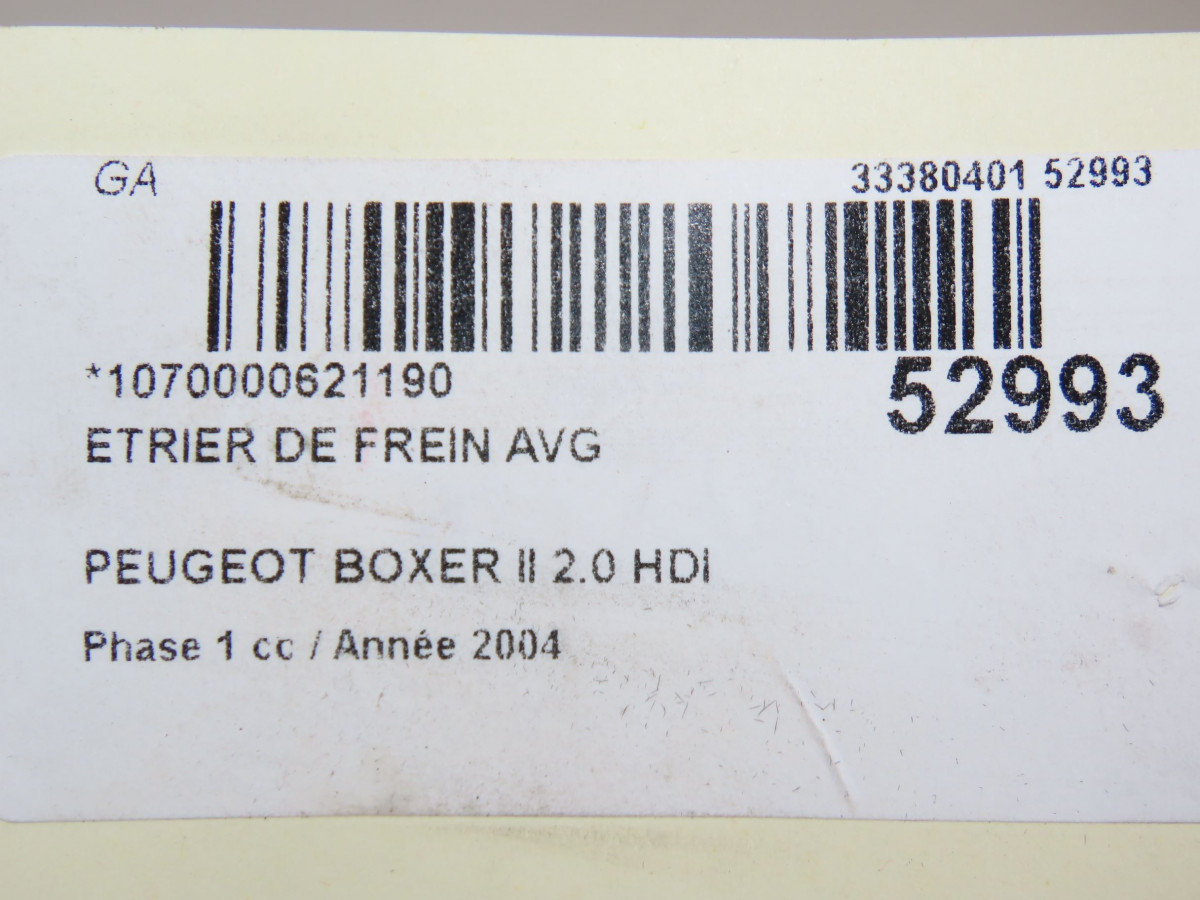 GA 33380401 52993
*1070000621190 52993
ETRIER DE FREIN AVG
PEUGEOT BOXER II 2.0 HDI
Phase 1 cc / Année 2004